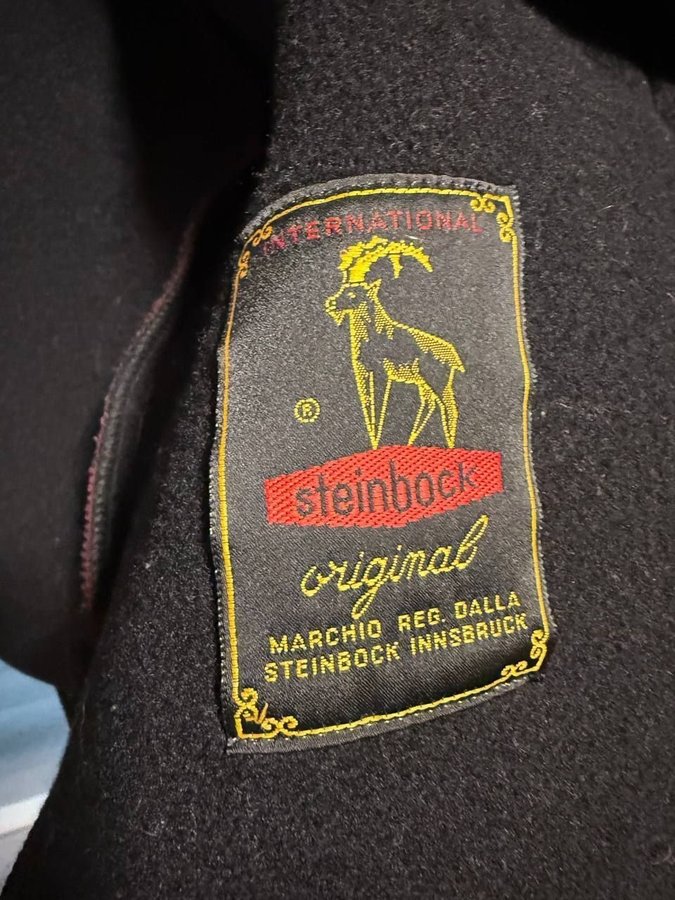 INTERNATIONAL
®
steinbock
original
MARCHIO REG. DALLA
STEINBOCK INNSBRUCK